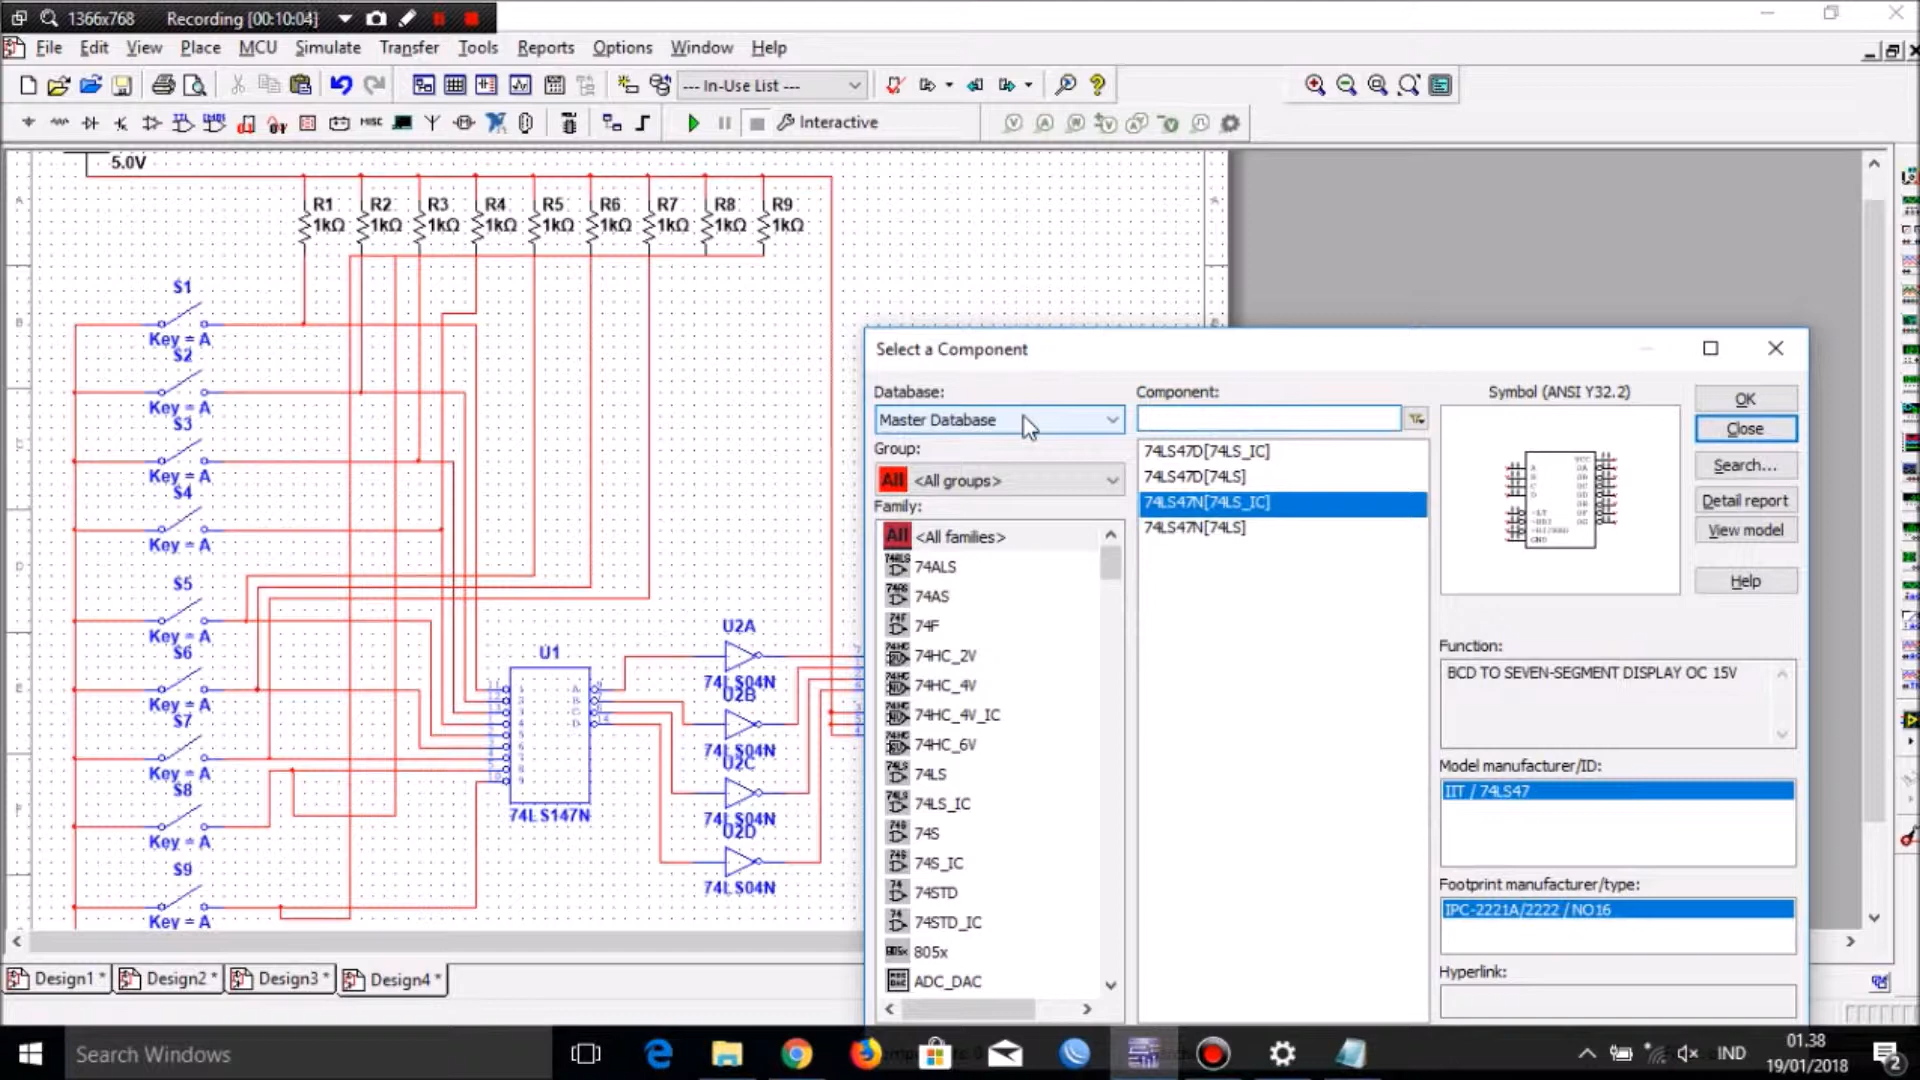 1366x768 Recording [00:10:04]
File Edit View Place MCU Simulate Transfer Tools Reports Options Window Help
--- In-Use List ---
MISC Interactive
5.0V
R1 R2 R3 R4 R5 R6 R7 R8 R9
1kΩ 1kΩ 1kΩ 1kΩ 1kΩ 1kΩ 1kΩ 1kΩ 1kΩ
S1
Key = A
S2
Key = A
S3
Key = A
S4
Key = A
S5
Key = A
S6
Key = A
S7
Key = A
S8
Key = A
S9
Key = A
U1
74LS147N
U2A
74LS04N
U2B
74LS04N
U2C
74LS04N
U2D
74LS04N
Select a Component
Database:
Master Database
Group:
All <All groups>
Family:
All <All families>
74ALS
74AS
74F
74HC_2V
74HC_4V
74HC_4V_IC
74HC_6V
74LS
74LS_IC
74S
74S_IC
74STD
74STD_IC
805x
ADC_DAC
Component:
74LS47D[74LS_IC]
74LS47D[74LS]
74LS47N[74LS_IC]
74LS47N[74LS]
Symbol (ANSI Y32.2)
OK
Close
Search...
Detail report
View model
Help
Function:
BCD TO SEVEN-SEGMENT DISPLAY OC 15V
Model manufacturer/ID:
IIT / 74LS47
Footprint manufacturer/type:
IPC-2221A/2222 / NO16
Hyperlink:
Design1 * Design2 * Design3 * Design4 *
Search Windows
IND
01.38
19/01/2018
2